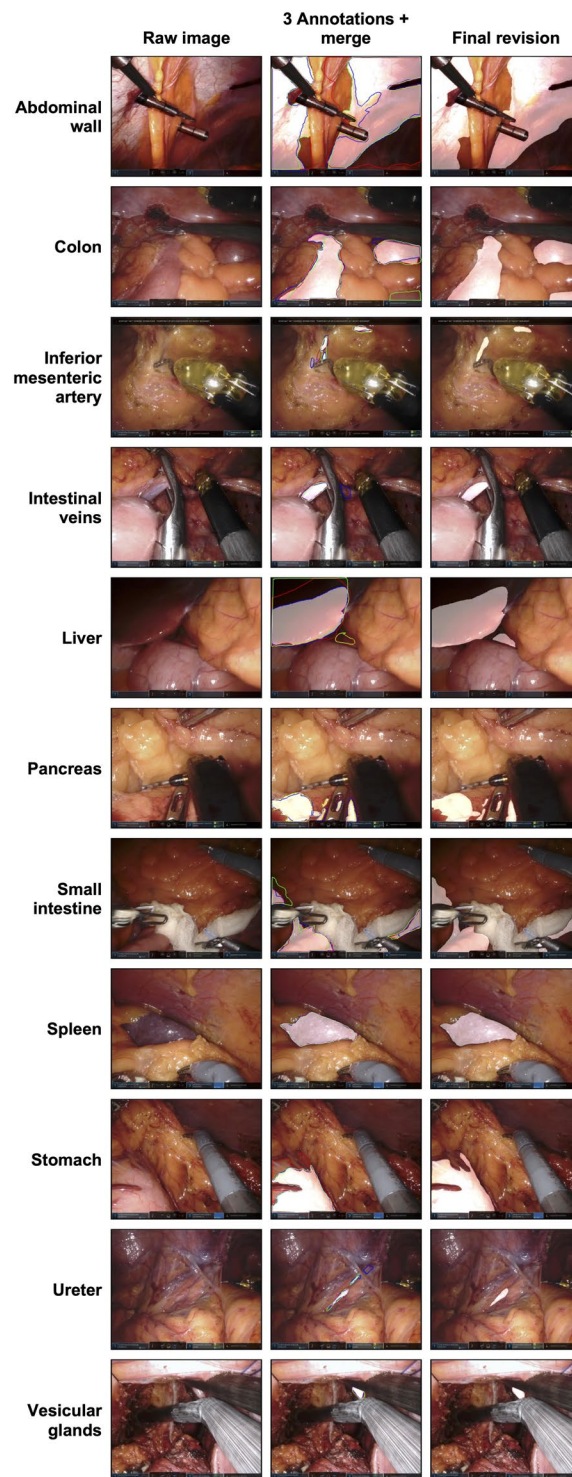 Raw image
3 Annotations +
merge
Final revision
Abdominal
wall
Colon
Inferior
mesenteric
artery
Intestinal
veins
Liver
Pancreas
Small
intestine
Spleen
Stomach
Ureter
Vesicular
glands